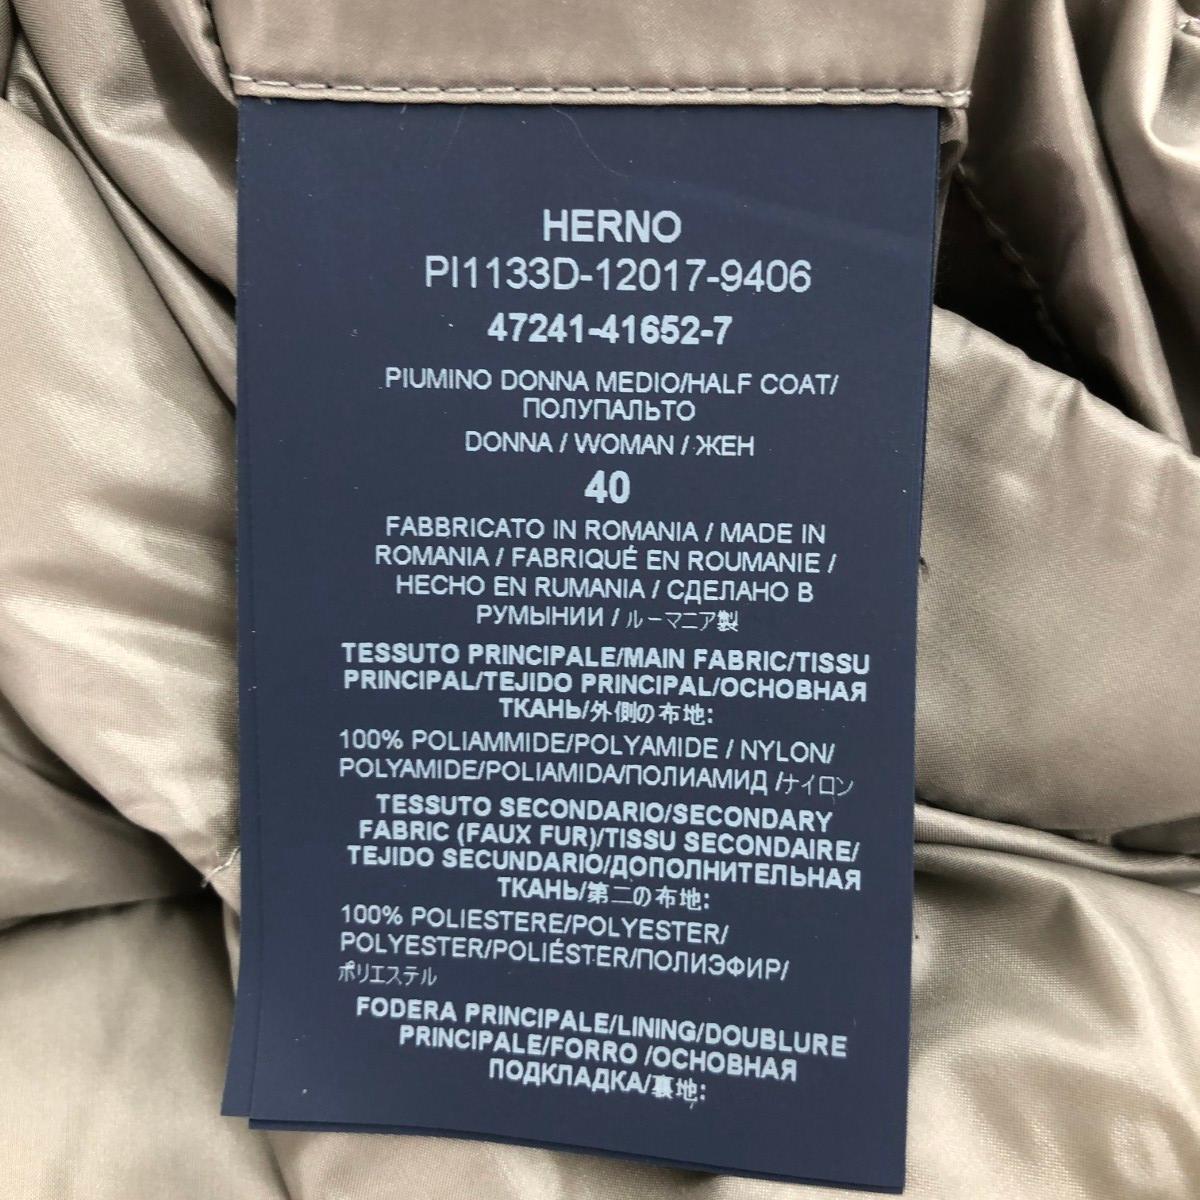 HERNO
PI1133D-12017-9406
47241-41652-7
PIUMINO DONNA MEDIO/HALF COAT/
ПОЛУПАЛЬТО
DONNA / WOMAN / ЖЕН
40
FABBRICATO IN ROMANIA / MADE IN
ROMANIA / FABRIQUÉ EN ROUMANIE /
HECHO EN RUMANIA / СДЕЛАНО В
РУМЫНИИ / ルーマニア製
TESSUTO PRINCIPALE/MAIN FABRIC/TISSU
PRINCIPAL/TEJIDO PRINCIPAL/ОСНОВНАЯ
ТКАНЬ/外側の布地:
100% POLIAMMIDE/POLYAMIDE / NYLON/
POLYAMIDE/POLIAMIDA/ПОЛИАМИД /ナイロン
TESSUTO SECONDARIO/SECONDARY
FABRIC (FAUX FUR)/TISSU SECONDAIRE/
TEJIDO SECUNDARIO/ДОПОЛНИТЕЛЬНАЯ
ТКАНЬ/第二の布地:
100% POLIESTERE/POLYESTER/
POLYESTER/POLIÉSTER/ПОЛИЭФИР/
ポリエステル
FODERA PRINCIPALE/LINING/DOUBLURE
PRINCIPALE/FORRO /ОСНОВНАЯ
ПОДКЛАДКА/裏地: